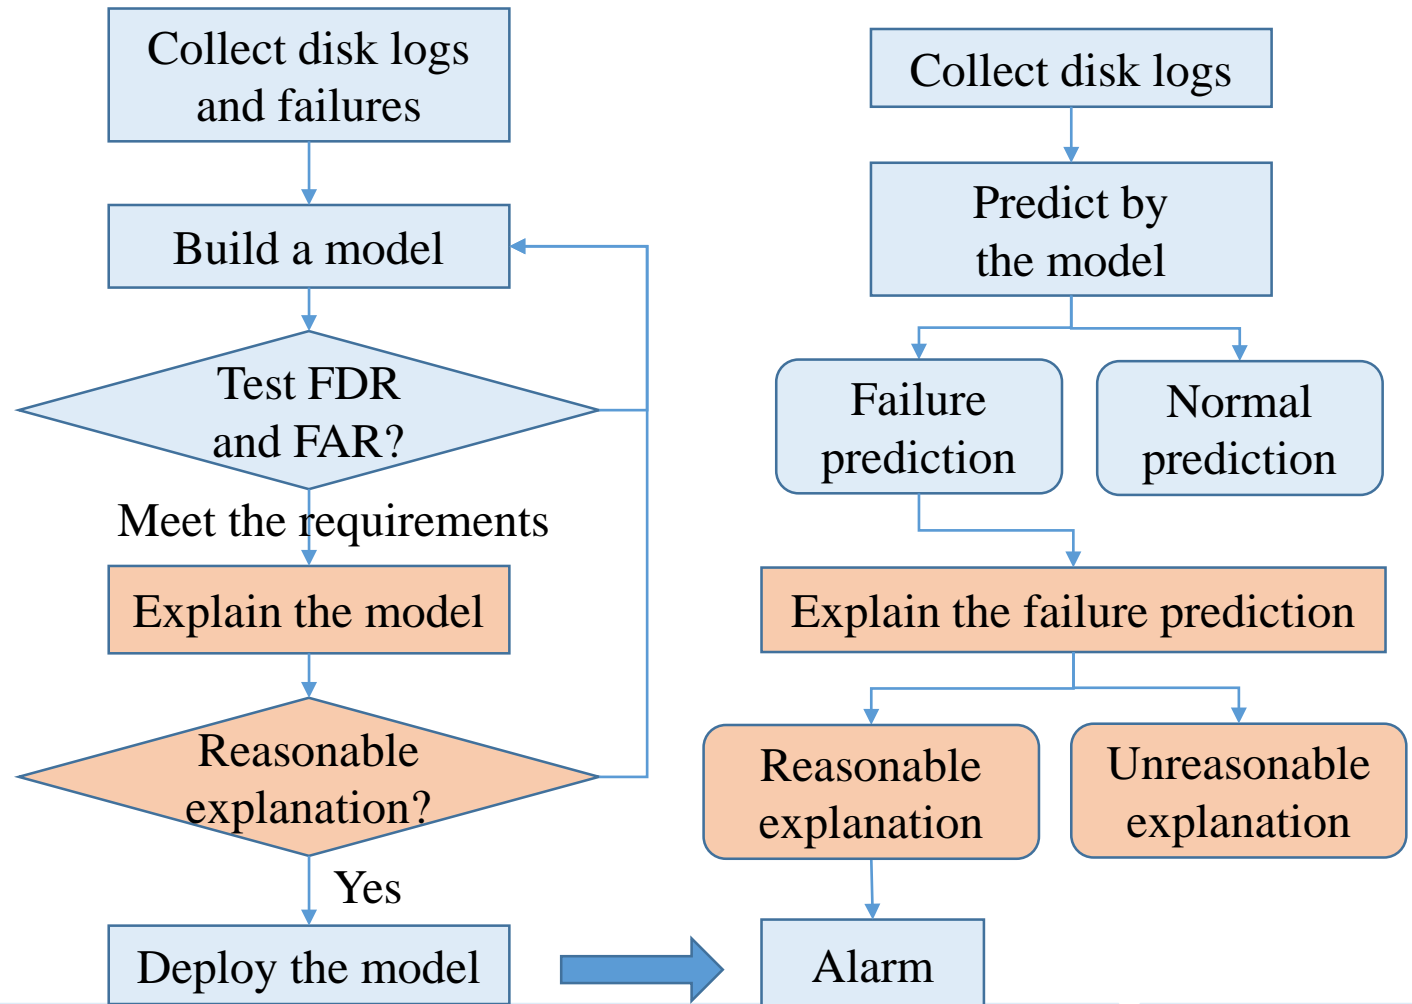 Collect disk logs
and failures
Build a model
Test FDR
and FAR?
Meet the requirements
Explain the model
Reasonable
explanation?
Yes
Deploy the model
Collect disk logs
Predict by
the model
Failure
prediction
Normal
prediction
Explain the failure prediction
Reasonable
explanation
Unreasonable
explanation
Alarm